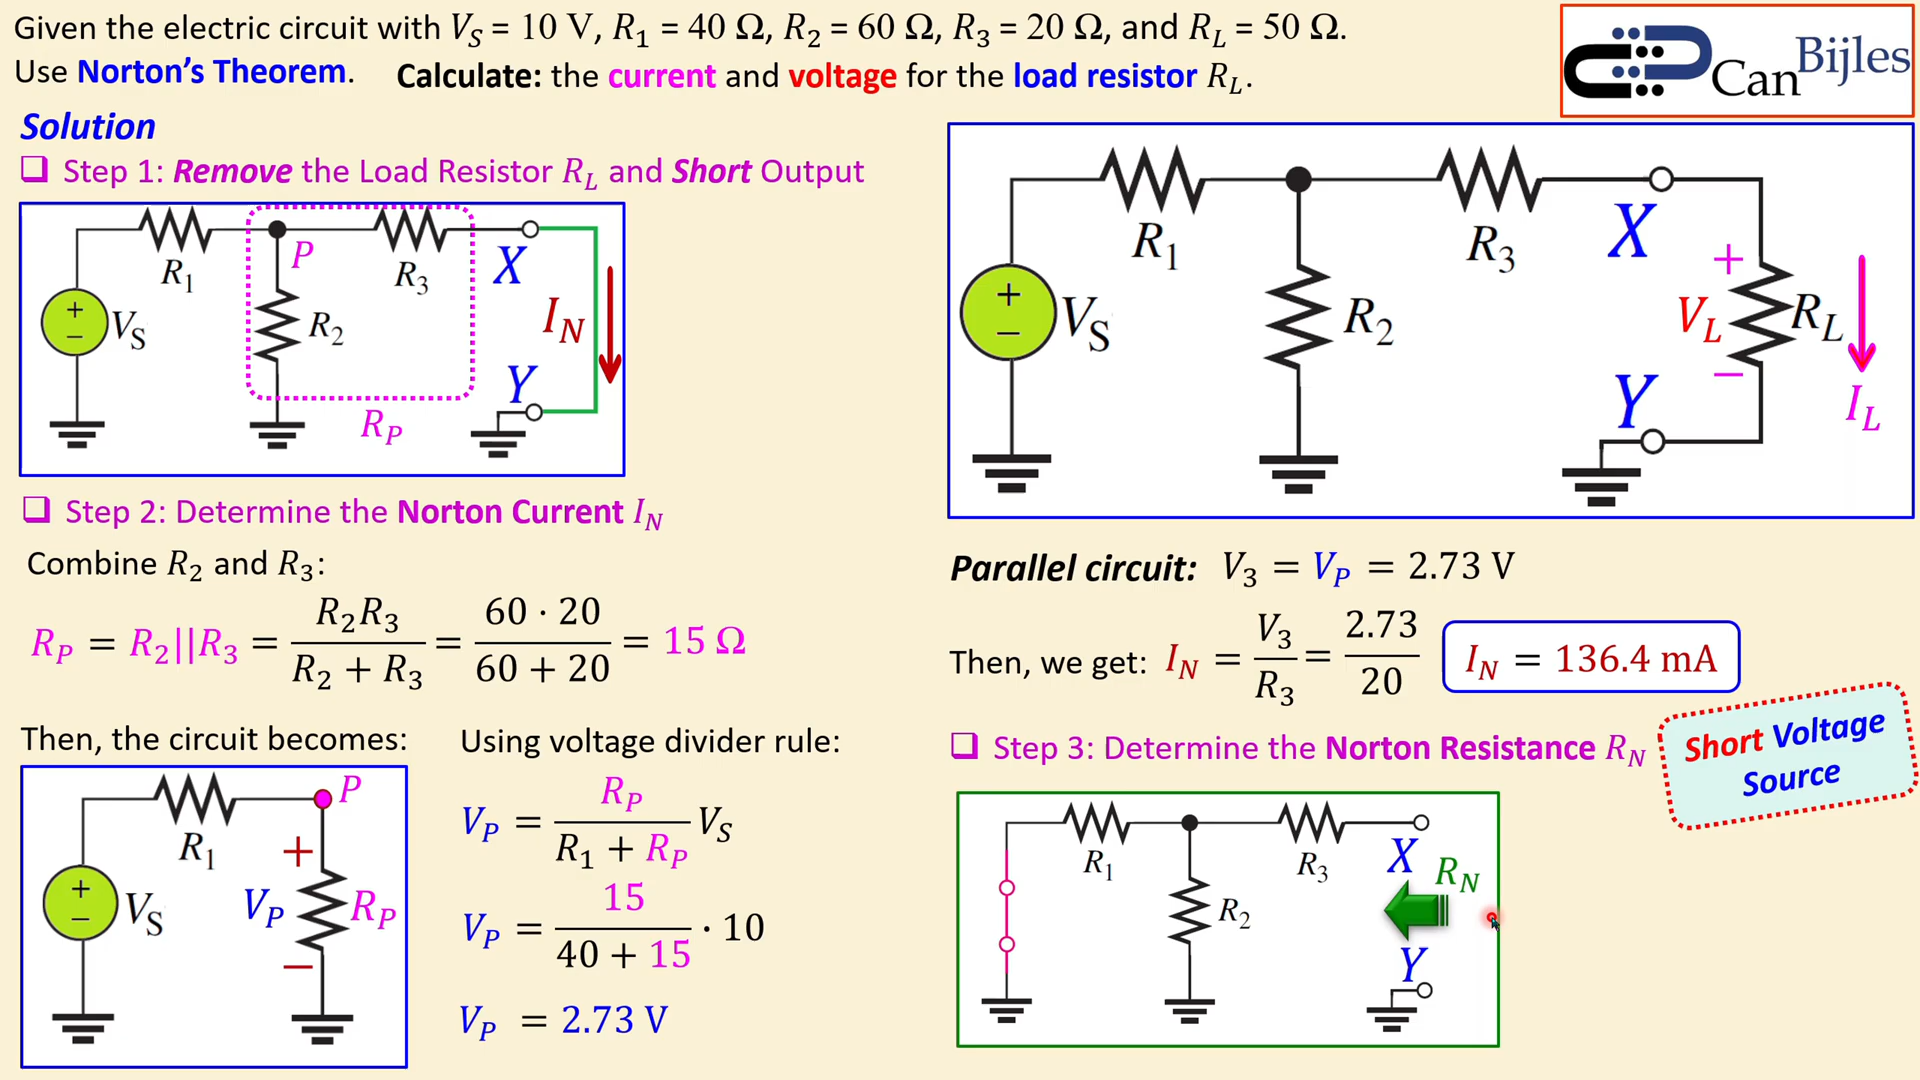 Given the electric circuit with V_S = 10 V, R_1 = 40 Ω, R_2 = 60 Ω, R_3 = 20 Ω, and R_L = 50 Ω.
Use Norton's Theorem. Calculate: the current and voltage for the load resistor R_L.
Can Bijles
Solution
❑ Step 1: Remove the Load Resistor R_L and Short Output
R_1
P
R_3
X
+
−
V_S
R_2
I_N
Y
R_P
R_1
R_3
X
+
−
V_S
R_2
+
V_L
−
R_L
Y
I_L
❑ Step 2: Determine the Norton Current I_N
Combine R_2 and R_3:
R_P = R_2||R_3 = R_2R_3 / (R_2 + R_3) = (60 · 20) / (60 + 20) = 15 Ω
Then, the circuit becomes:
P
R_1
+
+
−
V_S
V_P
R_P
−
Using voltage divider rule:
V_P = R_P / (R_1 + R_P) V_S
V_P = 15 / (40 + 15) · 10
V_P = 2.73 V
Parallel circuit: V_3 = V_P = 2.73 V
Then, we get: I_N = V_3 / R_3 = 2.73 / 20 I_N = 136.4 mA
❑ Step 3: Determine the Norton Resistance R_N
Short Voltage
Source
R_1
R_3
X
R_N
R_2
Y